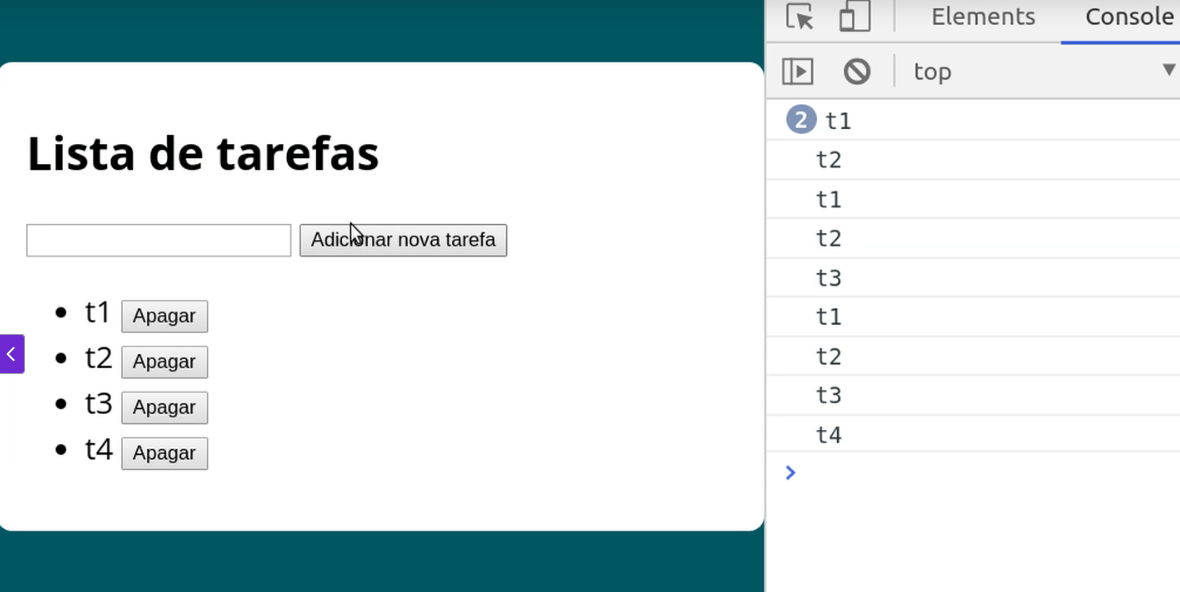 Lista de tarefas
Adicionar nova tarefa
t1 Apagar
t2 Apagar
t3 Apagar
t4 Apagar
Elements Console
top
2 t1
t2
t1
t2
t3
t1
t2
t3
t4